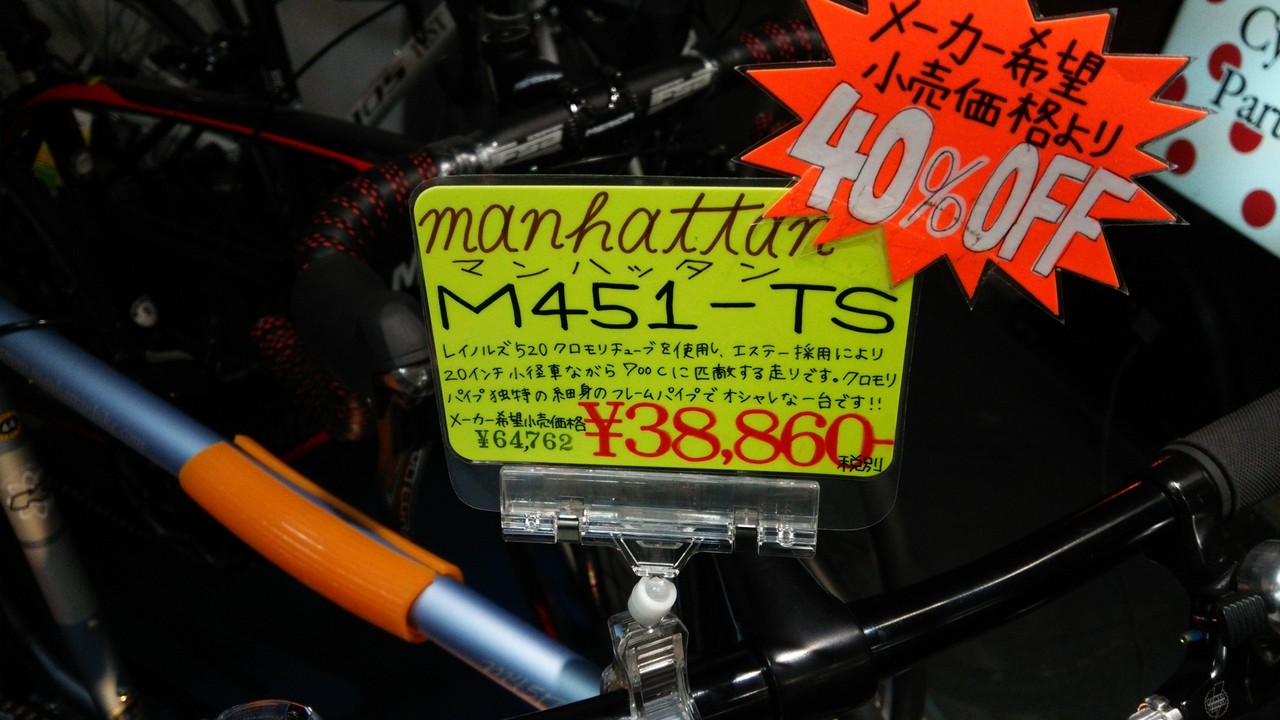 メーカー希望
小売価格より
40%OFF
manhattan
マンハッタン
M451-TS
レイノルズ520クロモリチューブを使用し、エステー採用により
20インチ小径車ながら700cに匹敵する走りです。クロモリ
パイプ独特の細身のフレームパイプでオシャレな一台です!!
メーカー希望小売価格
¥64,762
¥38,860-
税別
Cy
Part